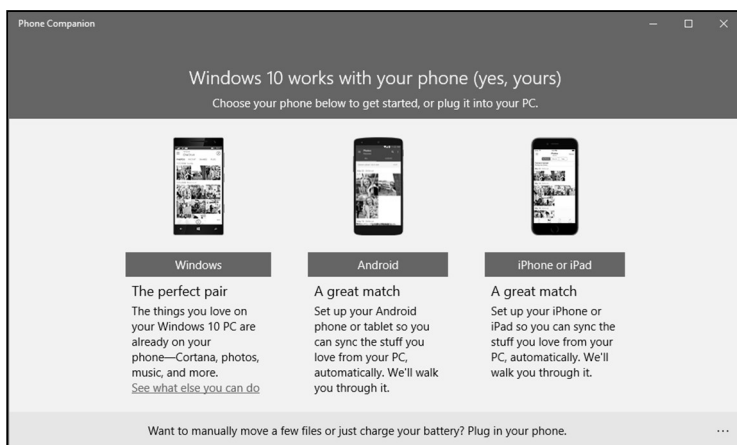 Phone Companion
Windows 10 works with your phone (yes, yours)
Choose your phone below to get started, or plug it into your PC.
Windows
The perfect pair
The things you love on
your Windows 10 PC are
already on your
phone—Cortana, photos,
music, and more.
See what else you can do
Android
A great match
Set up your Android
phone or tablet so you
can sync the stuff you
love from your PC,
automatically. We'll walk
you through it.
iPhone or iPad
A great match
Set up your iPhone or
iPad so you can sync the
stuff you love from your
PC, automatically. We'll
walk you through it.
Want to manually move a few files or just charge your battery? Plug in your phone.